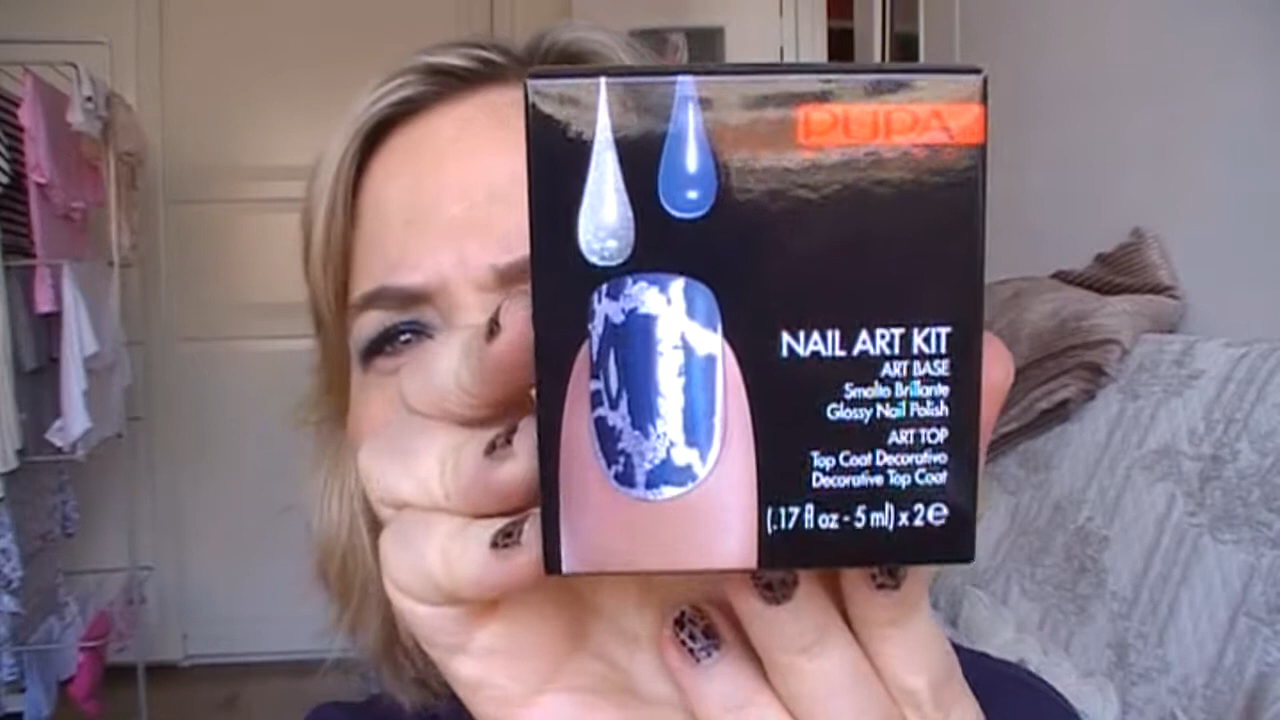 PUPA
NAIL ART KIT
ART BASE
Smalto Brillante
Glossy Nail Polish
ART TOP
Top Coat Decorativo
Decorative Top Coat
(.17 fl oz - 5 ml) x 2 e